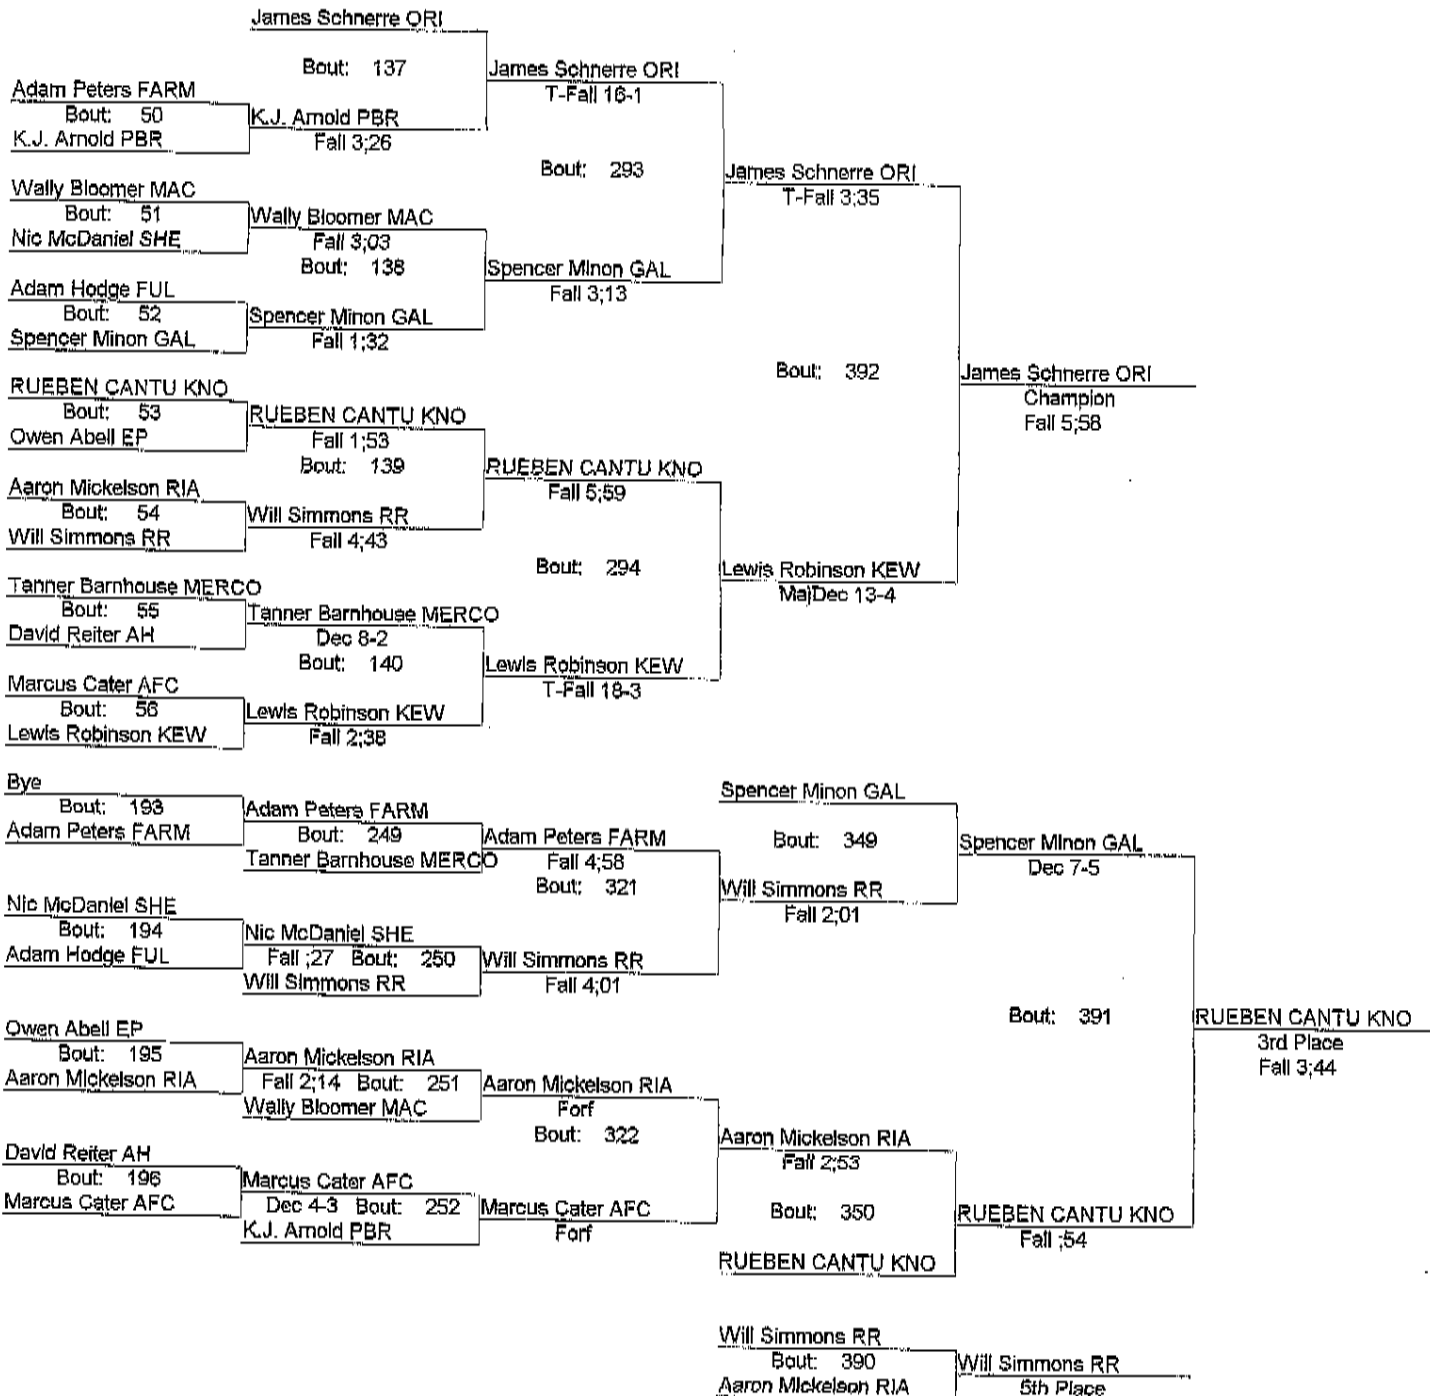 James Schnerre ORI
Bout: 137
James Schnerre ORI
T-Fall 16-1
Adam Peters FARM
Bout: 50
K.J. Arnold PBR
K.J. Arnold PBR
Fall 3;26
Bout: 293
James Schnerre ORI
T-Fall 3;35
Wally Bloomer MAC
Bout: 51
Nic McDaniel SHE
Wally Bloomer MAC
Fall 3;03
Bout: 138
Spencer Minon GAL
Fall 3;13
Adam Hodge FUL
Bout: 52
Spencer Minon GAL
Spencer Minon GAL
Fall 1;32
Bout: 392
James Schnerre ORI
Champion
Fall 5;58
RUEBEN CANTU KNO
Bout: 53
Owen Abell EP
RUEBEN CANTU KNO
Fall 1;53
Bout: 139
RUEBEN CANTU KNO
Fall 5;59
Aaron Mickelson RIA
Bout: 54
Will Simmons RR
Will Simmons RR
Fall 4;43
Bout: 294
Lewis Robinson KEW
MajDec 13-4
Tanner Barnhouse MERCO
Bout: 55
David Reiter AH
Tanner Barnhouse MERCO
Dec 8-2
Bout: 140
Lewis Robinson KEW
T-Fall 18-3
Marcus Cater AFC
Bout: 56
Lewis Robinson KEW
Lewis Robinson KEW
Fall 2;38
Bye
Bout: 193
Adam Peters FARM
Adam Peters FARM
Bout: 249
Tanner Barnhouse MERCO
Adam Peters FARM
Fall 4;58
Bout: 321
Spencer Minon GAL
Bout: 349
Will Simmons RR
Fall 2;01
Spencer Minon GAL
Dec 7-5
Nic McDaniel SHE
Bout: 194
Adam Hodge FUL
Nic McDaniel SHE
Fall ;27 Bout: 250
Will Simmons RR
Will Simmons RR
Fall 4;01
Bout: 391
RUEBEN CANTU KNO
3rd Place
Fall 3;44
Owen Abell EP
Bout: 195
Aaron Mickelson RIA
Aaron Mickelson RIA
Fall 2;14 Bout: 251
Wally Bloomer MAC
Aaron Mickelson RIA
Forf
Bout: 322
Aaron Mickelson RIA
Fall 2;53
David Reiter AH
Bout: 196
Marcus Cater AFC
Marcus Cater AFC
Dec 4-3 Bout: 252
K.J. Arnold PBR
Marcus Cater AFC
Forf
Bout: 350
RUEBEN CANTU KNO
RUEBEN CANTU KNO
Fall ;54
Will Simmons RR
Bout: 390
Aaron Mickelson RIA
Will Simmons RR
5th Place